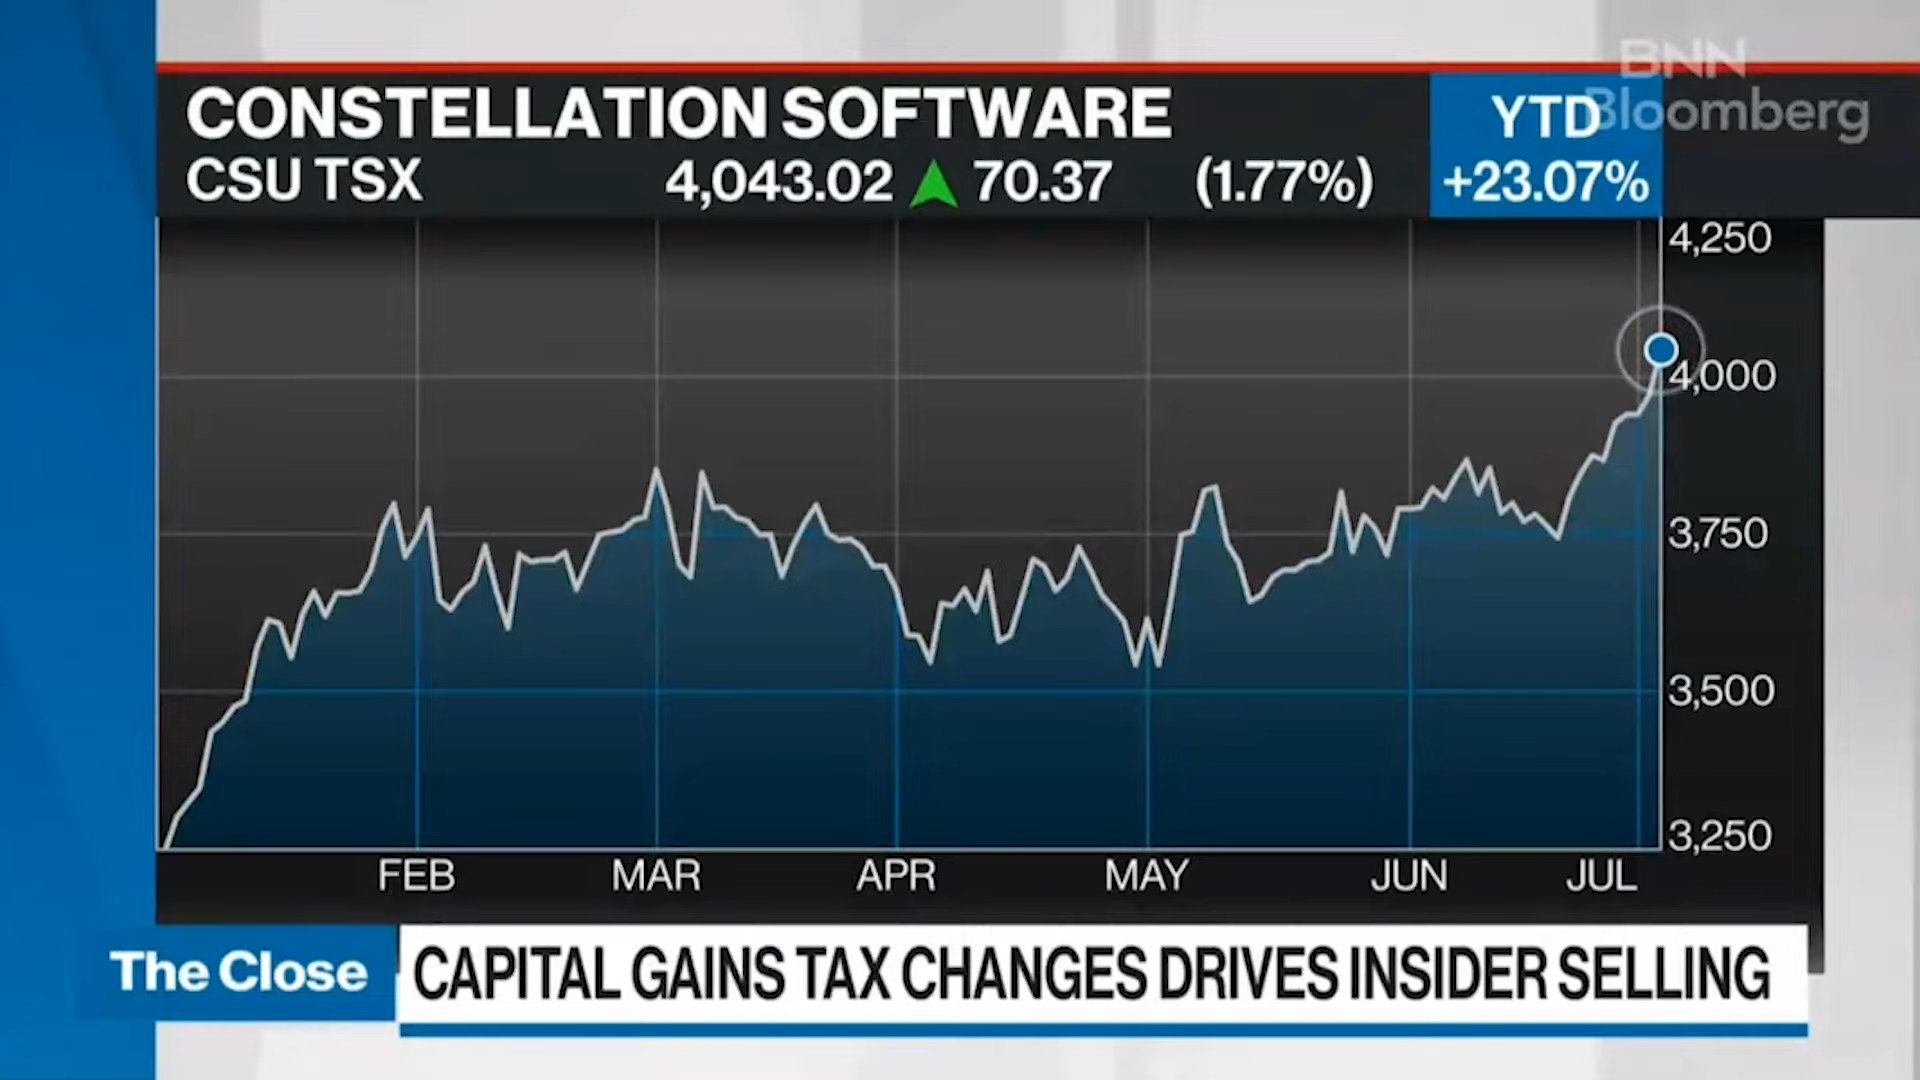 BNN
Bloomberg
CONSTELLATION SOFTWARE
YTD
CSU TSX 4,043.02 ▲ 70.37 (1.77%)
+23.07%
4,250
4,000
3,750
3,500
3,250
FEB MAR APR MAY JUN JUL
The Close
CAPITAL GAINS TAX CHANGES DRIVES INSIDER SELLING